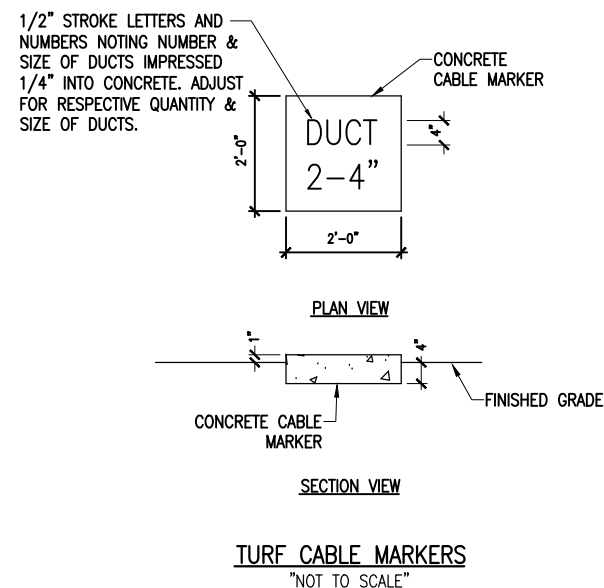 1/2" STROKE LETTERS AND
NUMBERS NOTING NUMBER &
SIZE OF DUCTS IMPRESSED
1/4" INTO CONCRETE. ADJUST
FOR RESPECTIVE QUANTITY &
SIZE OF DUCTS.
CONCRETE
CABLE MARKER
DUCT
2-4"
4"
2'-0"
2'-0"
PLAN VIEW
1"
4"
FINISHED GRADE
CONCRETE CABLE
MARKER
SECTION VIEW
TURF CABLE MARKERS
"NOT TO SCALE"